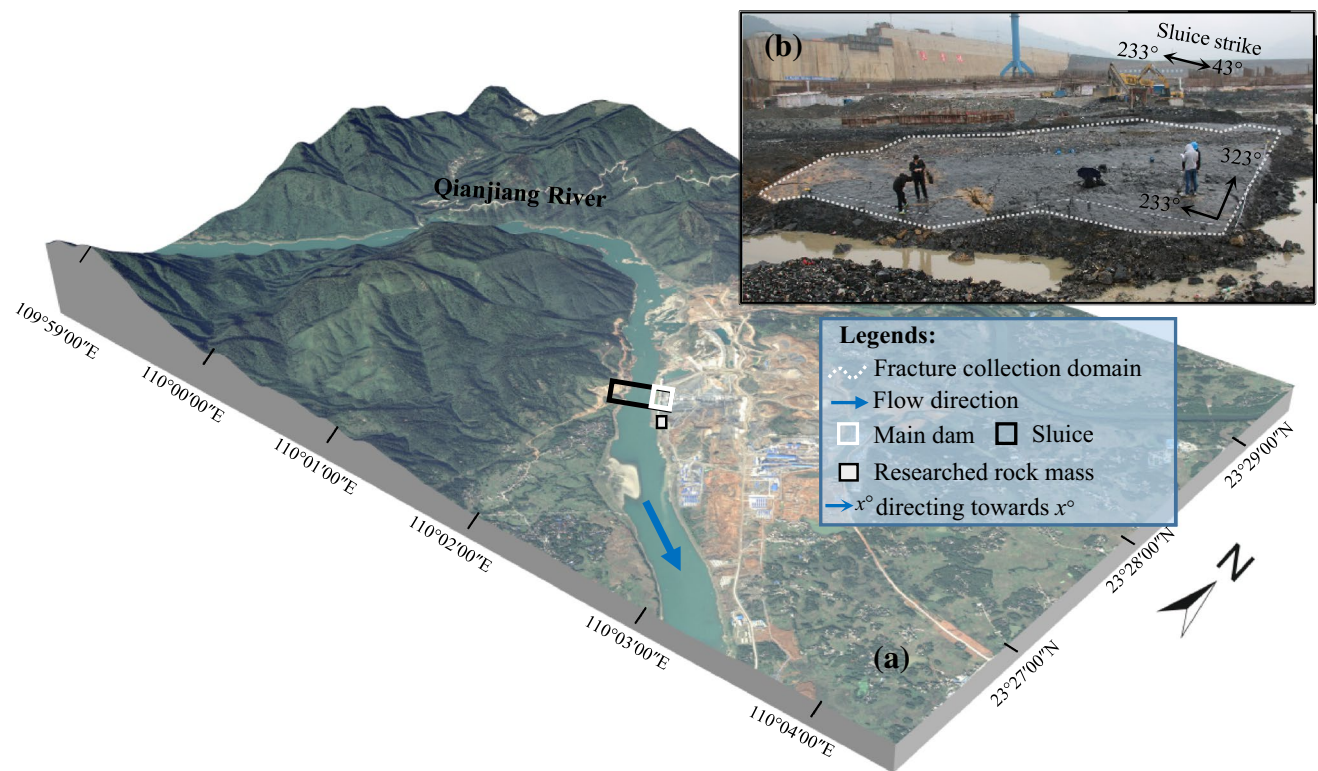 (b)
Sluice strike
233°
43°
323°
233°
Qianjiang River
Legends:
Fracture collection domain
Flow direction
Main dam
Sluice
Researched rock mass
x° directing towards x°
109°59′00″E
110°00′00″E
110°01′00″E
110°02′00″E
110°03′00″E
110°04′00″E
23°29′00″N
23°28′00″N
23°27′00″N
N
(a)